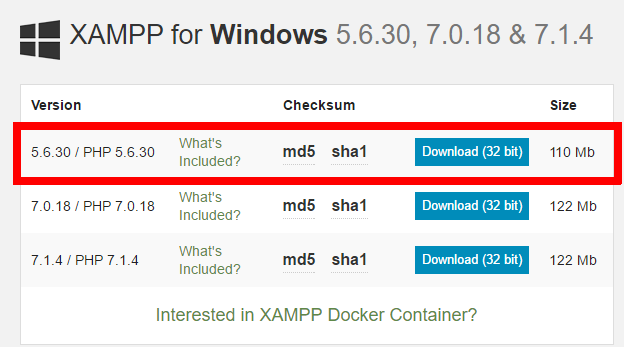 XAMPP for Windows 5.6.30, 7.0.18 & 7.1.4
Version Checksum Size
5.6.30 / PHP 5.6.30 What's Included? md5 sha1 Download (32 bit) 110 Mb
7.0.18 / PHP 7.0.18 What's Included? md5 sha1 Download (32 bit) 122 Mb
7.1.4 / PHP 7.1.4 What's Included? md5 sha1 Download (32 bit) 122 Mb
Interested in XAMPP Docker Container?